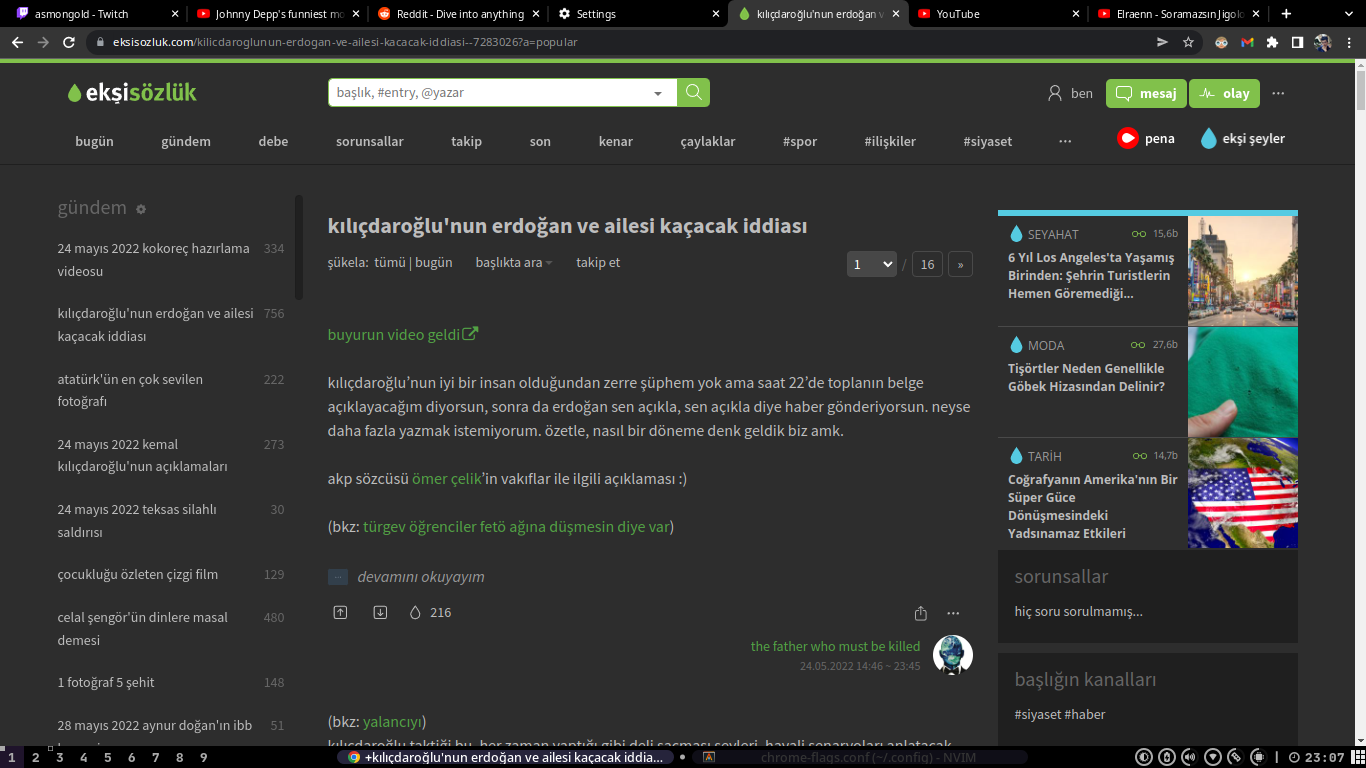 asmongold - Twitch
Johnny Depp's funniest mo
Reddit - Dive into anything
Settings
kılıçdaroğlu'nun erdoğan v
YouTube
Elraenn - Soramazsın Jigolo
eksisozluk.com/kilicdaroglunun-erdogan-ve-ailesi-kacacak-iddiasi--7283026?a=popular
ekşisözlük
başlık, #entry, @yazar
ben
mesaj
olay
bugün
gündem
debe
sorunsallar
takip
son
kenar
çaylaklar
#spor
#ilişkiler
#siyaset
pena
ekşi şeyler
gündem
24 mayıs 2022 kokoreç hazırlama 334
videosu
kılıçdaroğlu'nun erdoğan ve ailesi 756
kaçacak iddiası
atatürk'ün en çok sevilen 222
fotoğrafı
24 mayıs 2022 kemal 273
kılıçdaroğlu'nun açıklamaları
24 mayıs 2022 teksas silahlı 30
saldırısı
çocukluğu özleten çizgi film 129
celal şengör'ün dinlere masal 480
demesi
1 fotoğraf 5 şehit 148
28 mayıs 2022 aynur doğan'ın ibb 51
kılıçdaroğlu'nun erdoğan ve ailesi kaçacak iddiası
şükela: tümü | bugün
başlıkta ara
takip et
1 / 16 »
buyurun video geldi
kılıçdaroğlu’nun iyi bir insan olduğundan zerre şüphem yok ama saat 22’de toplanın belge
açıklayacağım diyorsun, sonra da erdoğan sen açıkla, sen açıkla diye haber gönderiyorsun. neyse
daha fazla yazmak istemiyorum. özetle, nasıl bir döneme denk geldik biz amk.
akp sözcüsü ömer çelik’in vakıflar ile ilgili açıklaması :)
(bkz: türgev öğrenciler fetö ağına düşmesin diye var)
... devamını okuyayım
216
the father who must be killed
24.05.2022 14:46 ~ 23:45
(bkz: yalancıyı)
kılıçdaroğlu taktiği bu, her zaman yaptığı gibi deli saçması şeyleri, hayali senaryoları anlatacak
SEYAHAT 15,6b
6 Yıl Los Angeles'ta Yaşamış
Birinden: Şehrin Turistlerin
Hemen Göremediği...
MODA 27,6b
Tişörtler Neden Genellikle
Göbek Hizasından Delinir?
TARİH 14,7b
Coğrafyanın Amerika'nın Bir
Süper Güce
Dönüşmesindeki
Yadsınamaz Etkileri
sorunsallar
hiç soru sorulmamış...
başlığın kanalları
#siyaset #haber
1 2 3 4 5 6 7 8 9
+kılıçdaroğlu'nun erdoğan ve ailesi kaçacak iddia...
chrome-flags.conf (~/.config) - NVIM
23:07